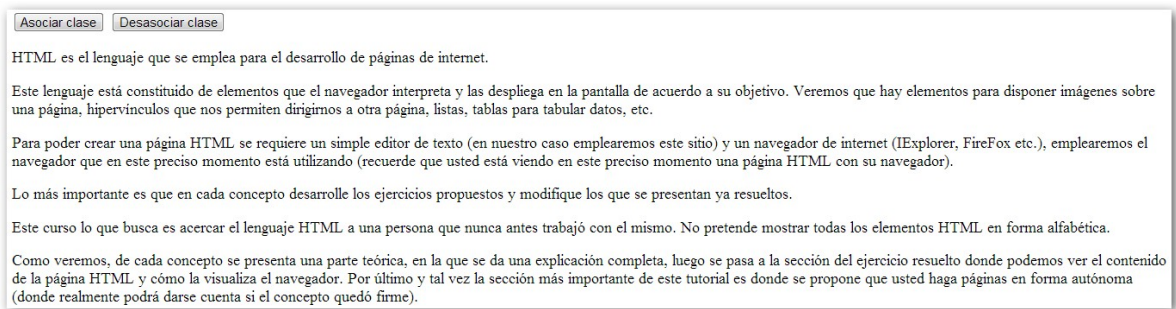 Asociar clase Desasociar clase
HTML es el lenguaje que se emplea para el desarrollo de páginas de internet.
Este lenguaje está constituido de elementos que el navegador interpreta y las despliega en la pantalla de acuerdo a su objetivo. Veremos que hay elementos para disponer imágenes sobre
una página, hipervínculos que nos permiten dirigirnos a otra página, listas, tablas para tabular datos, etc.
Para poder crear una página HTML se requiere un simple editor de texto (en nuestro caso emplearemos este sitio) y un navegador de internet (IExplorer, FireFox etc.), emplearemos el
navegador que en este preciso momento está utilizando (recuerde que usted está viendo en este preciso momento una página HTML con su navegador).
Lo más importante es que en cada concepto desarrolle los ejercicios propuestos y modifique los que se presentan ya resueltos.
Este curso lo que busca es acercar el lenguaje HTML a una persona que nunca antes trabajó con el mismo. No pretende mostrar todas los elementos HTML en forma alfabética.
Como veremos, de cada concepto se presenta una parte teórica, en la que se da una explicación completa, luego se pasa a la sección del ejercicio resuelto donde podemos ver el contenido
de la página HTML y cómo la visualiza el navegador. Por último y tal vez la sección más importante de este tutorial es donde se propone que usted haga páginas en forma autónoma
(donde realmente podrá darse cuenta si el concepto quedó firme).